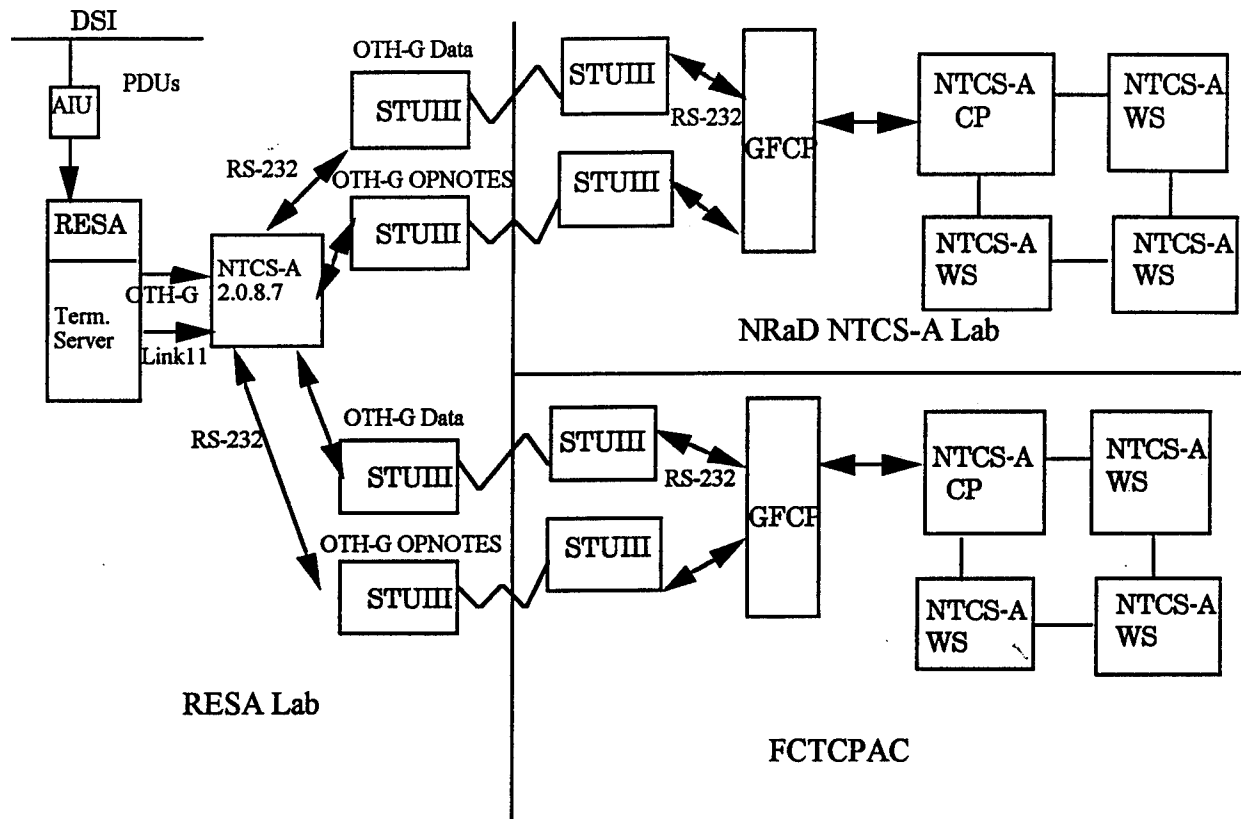 DSI
PDUs
AIU
RESA
Term.
Server
OTH-G
Link11
NTCS-A
2.0.8.7
RS-232
OTH-G Data
STUIII
OTH-G OPNOTES
STUIII
RS-232
OTH-G Data
STUIII
OTH-G OPNOTES
STUIII
RESA Lab
STUIII
STUIII
RS-232
GFCP
NTCS-A
CP
NTCS-A
WS
NTCS-A
WS
NTCS-A
WS
NRaD NTCS-A Lab
STUIII
STUIII
RS-232
GFCP
NTCS-A
CP
NTCS-A
WS
NTCS-A
WS
NTCS-A
WS
FCTCPAC